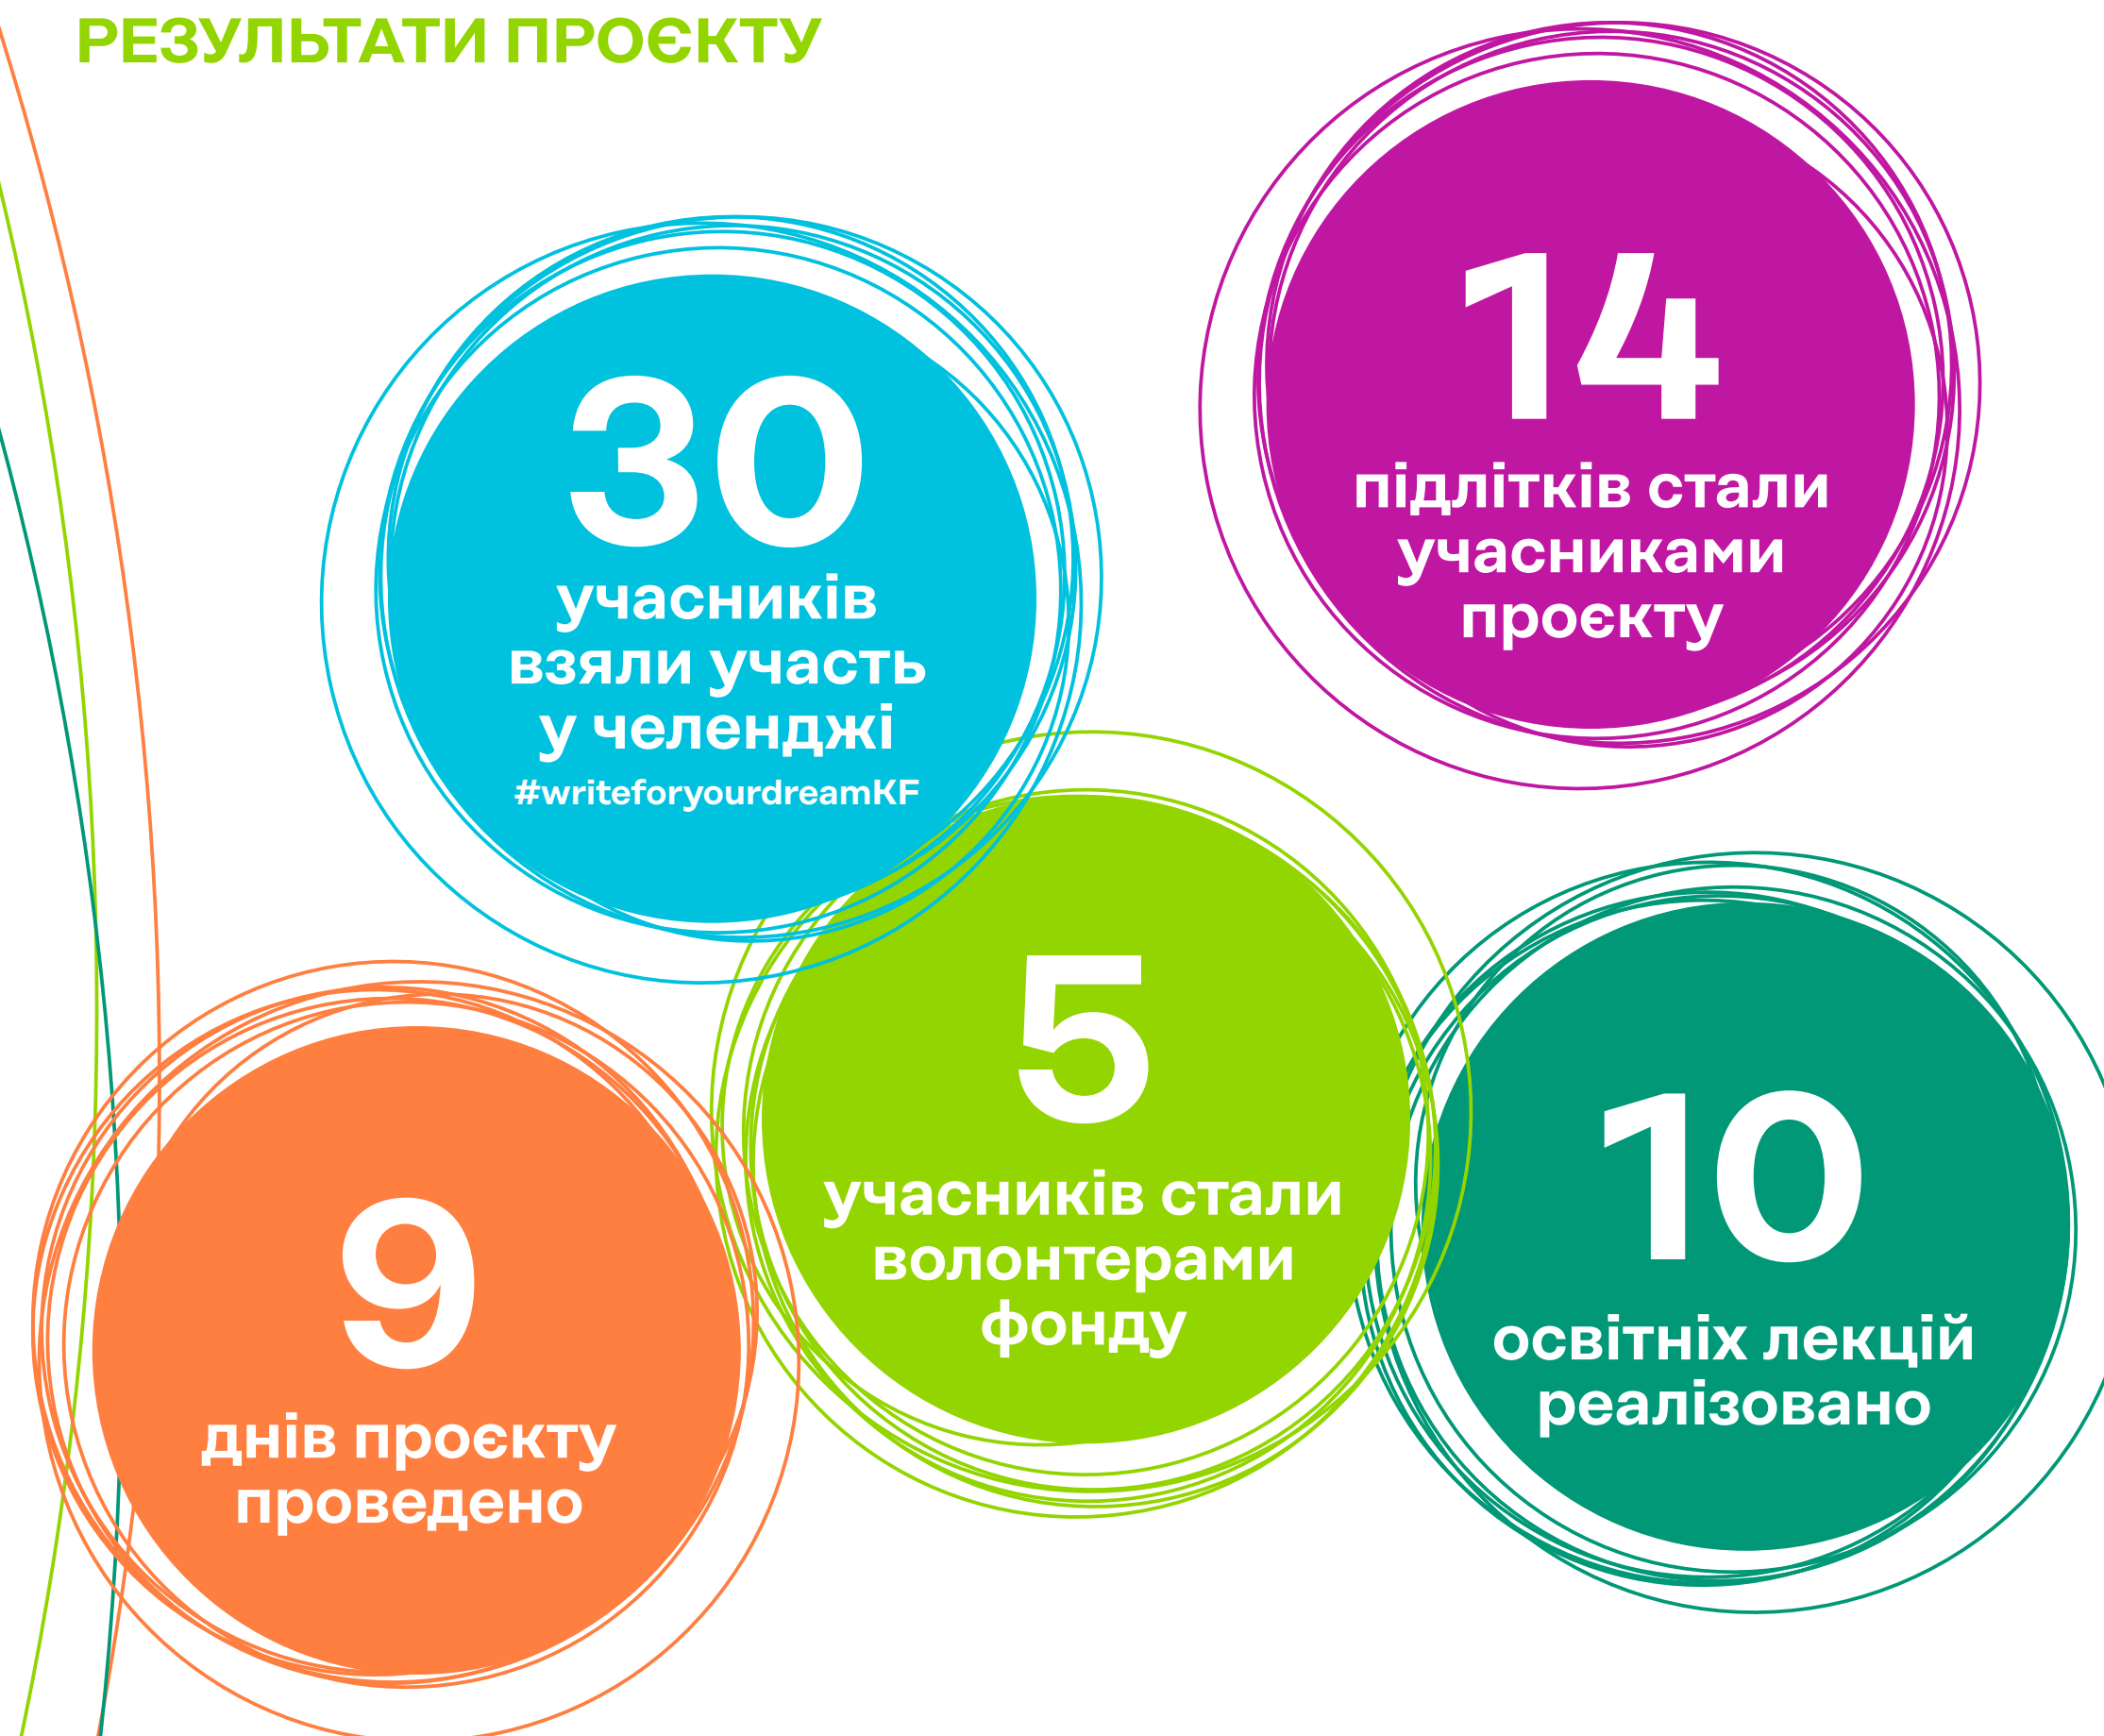 РЕЗУЛЬТАТИ ПРОЄКТУ
30
учасників
взяли участь
у челенджі
#writeforyourdreamKF
14
підлітків стали
учасниками
проєкту
5
учасників стали
волонтерами
фонду
10
освітніх лекцій
реалізовано
9
днів проєкту
проведено